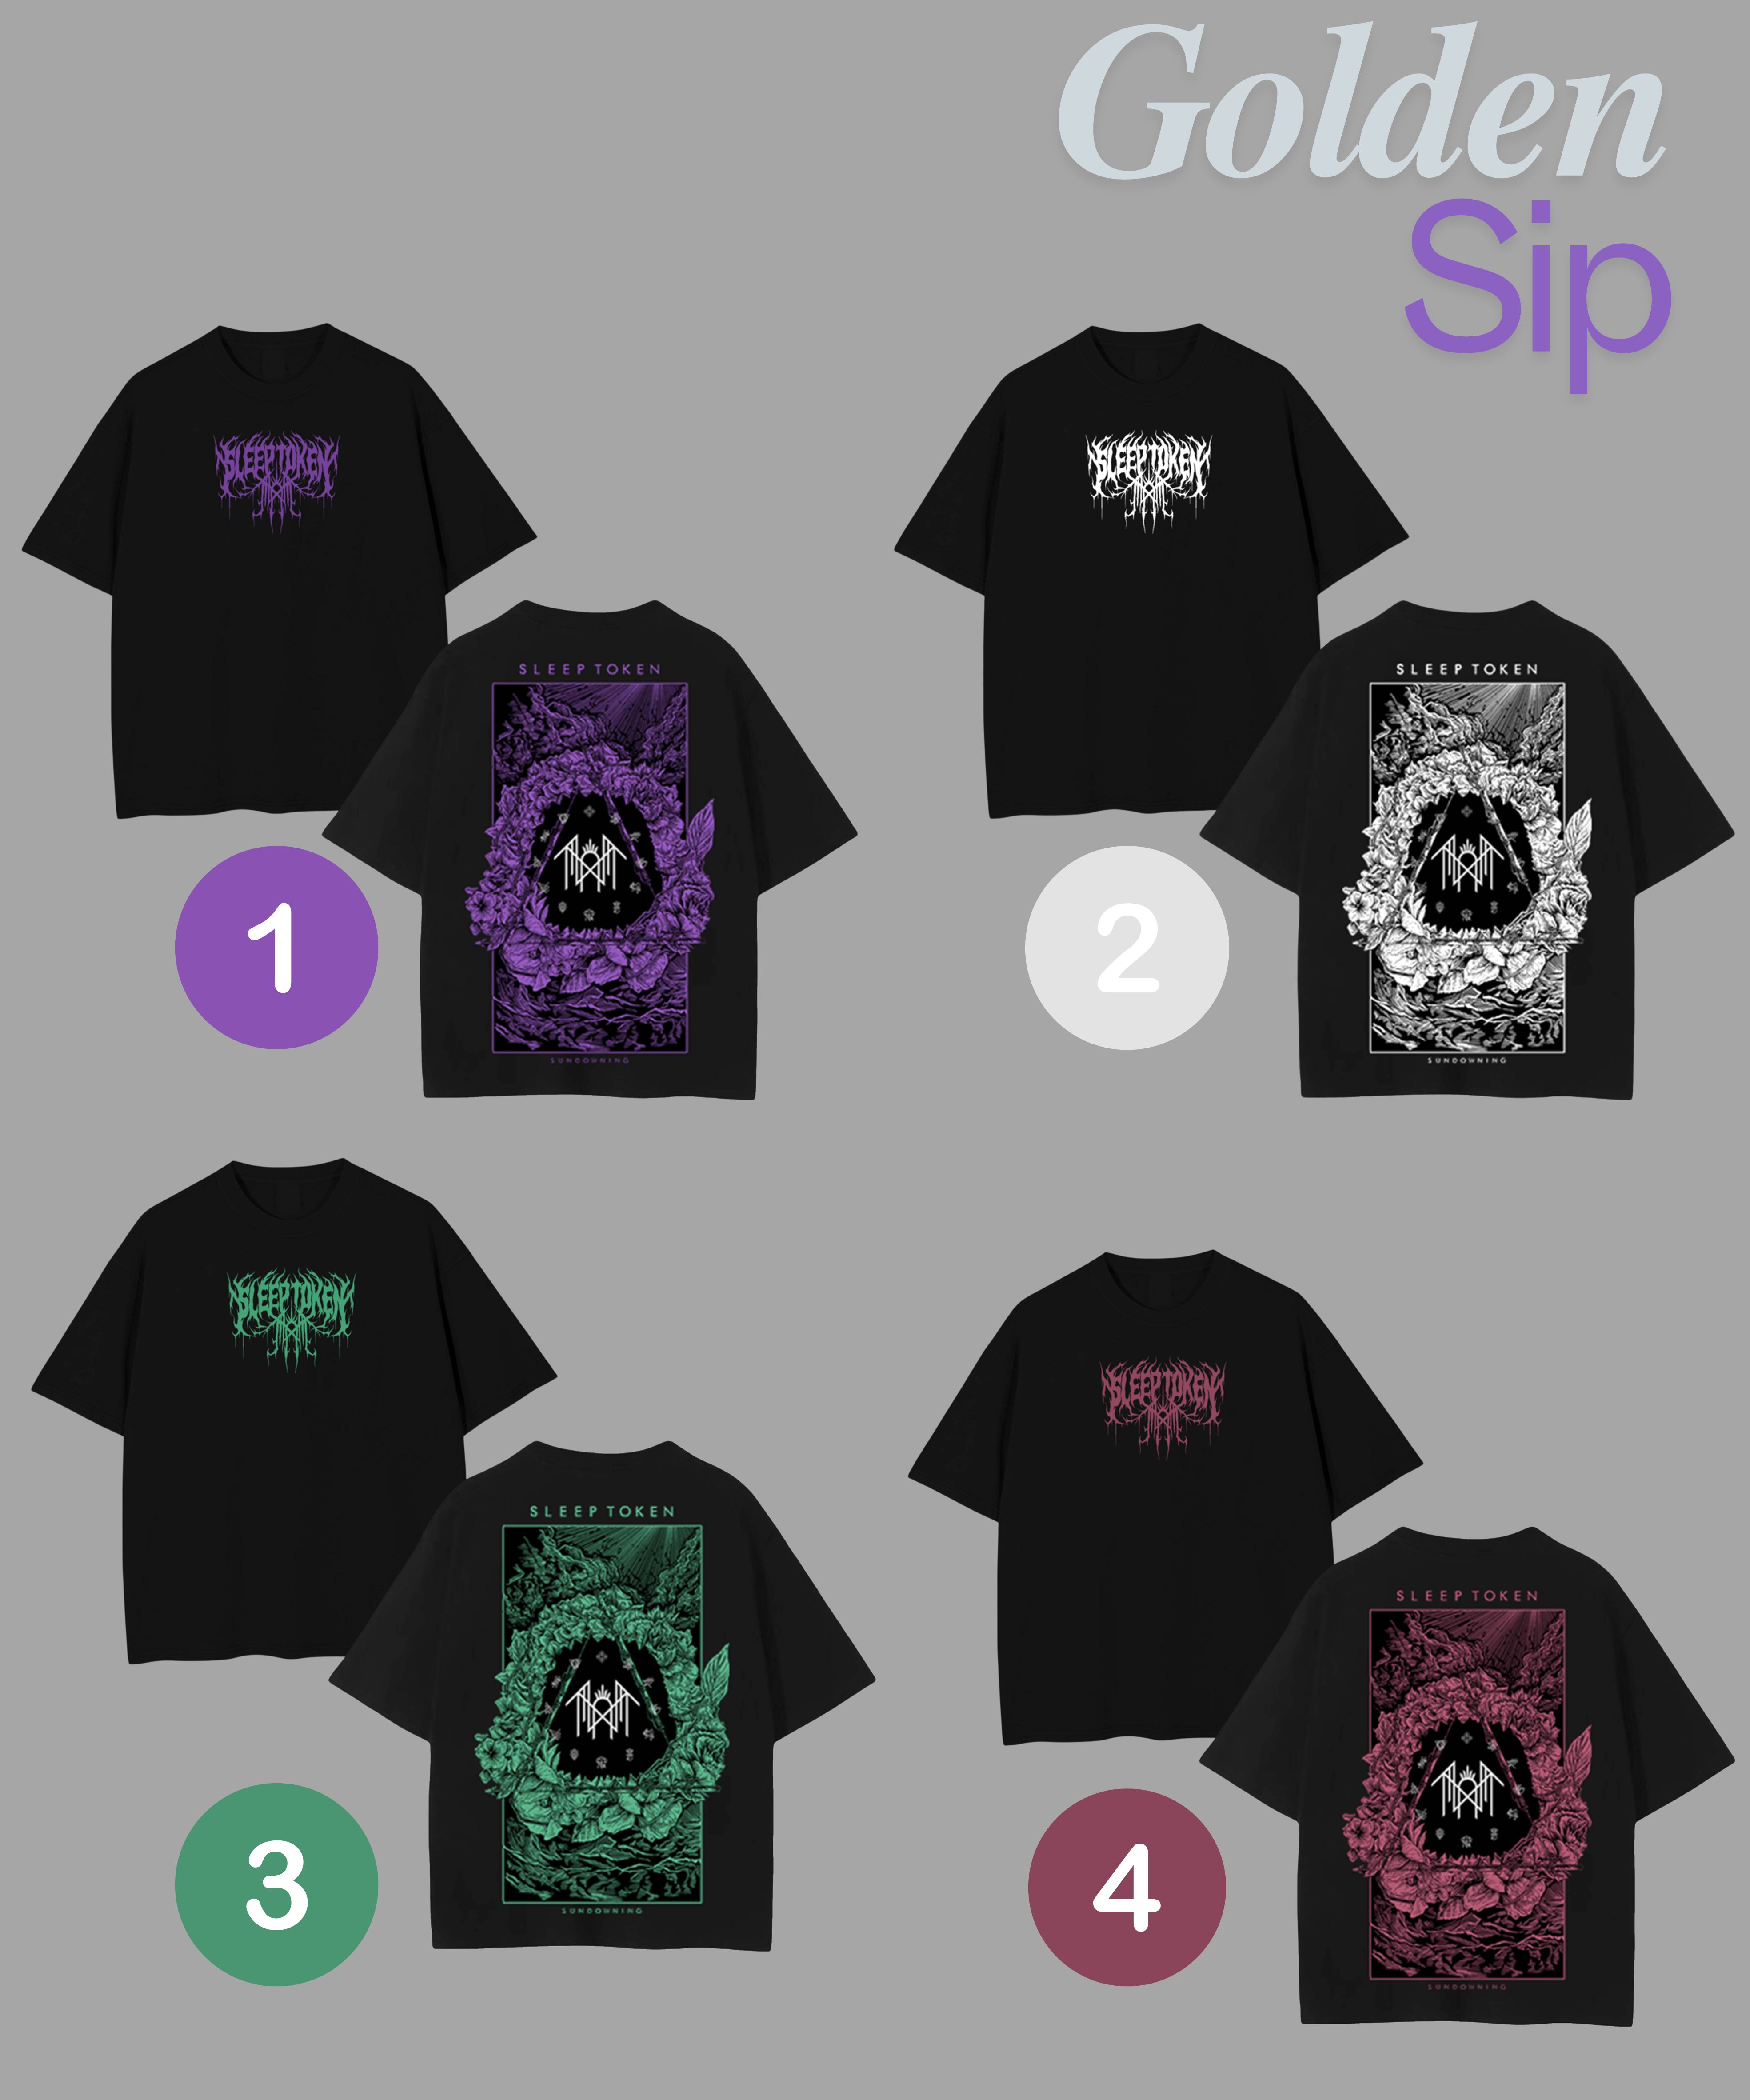 Golden
Sip
SLEEP TOKEN
SLEEP TOKEN
SUNDOWNING
1
SLEEP TOKEN
SLEEP TOKEN
SUNDOWNING
2
SLEEP TOKEN
SLEEP TOKEN
SUNDOWNING
3
SLEEP TOKEN
SLEEP TOKEN
SUNDOWNING
4